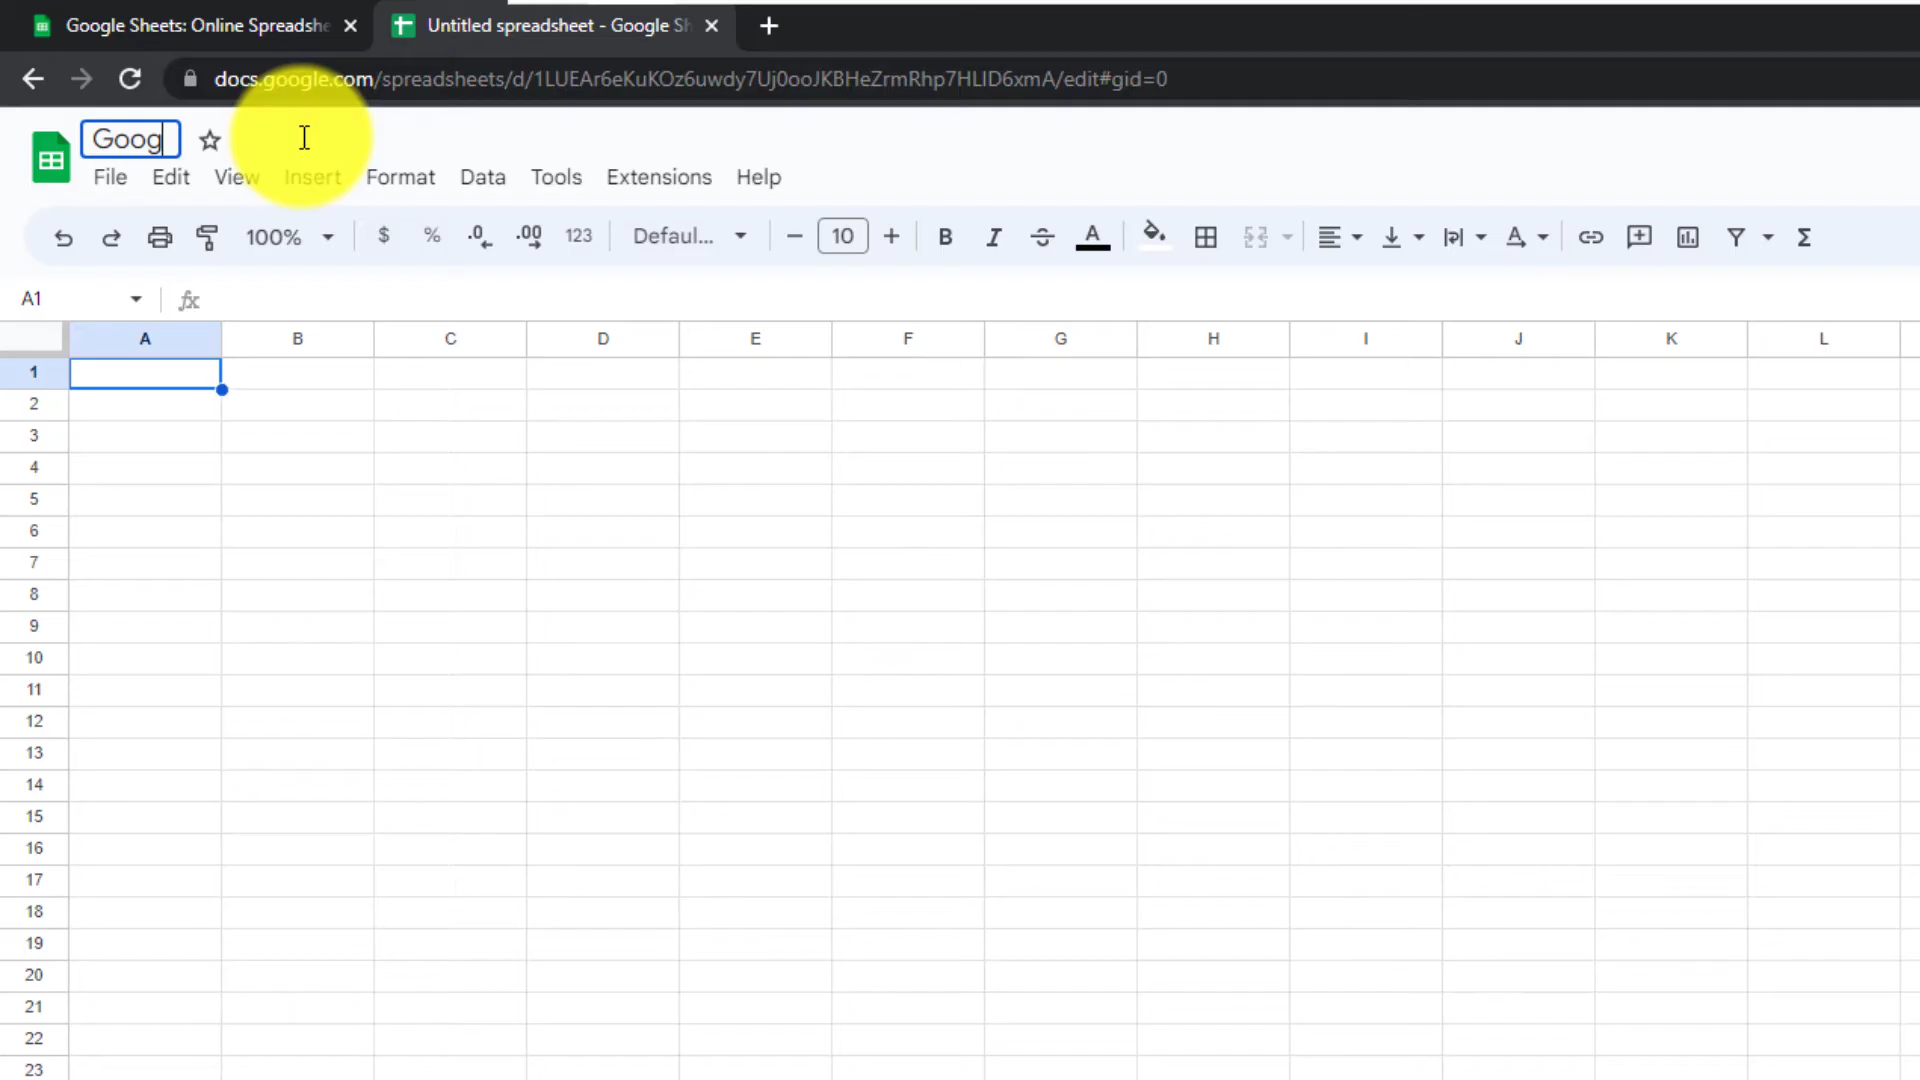 Google Sheets: Online Spreadshe
Untitled spreadsheet - Google Sh
docs.google.com/spreadsheets/d/1LUEAr6eKuKOz6uwdy7Uj0ooJKBHeZrmRhp7HLID6xmA/edit#gid=0
Goog
File Edit View Insert Format Data Tools Extensions Help
100% $ % .0 .00 123 Defaul... 10 B I S A
A1 fx
A B C D E F G H I J K L
1
2
3
4
5
6
7
8
9
10
11
12
13
14
15
16
17
18
19
20
21
22
23